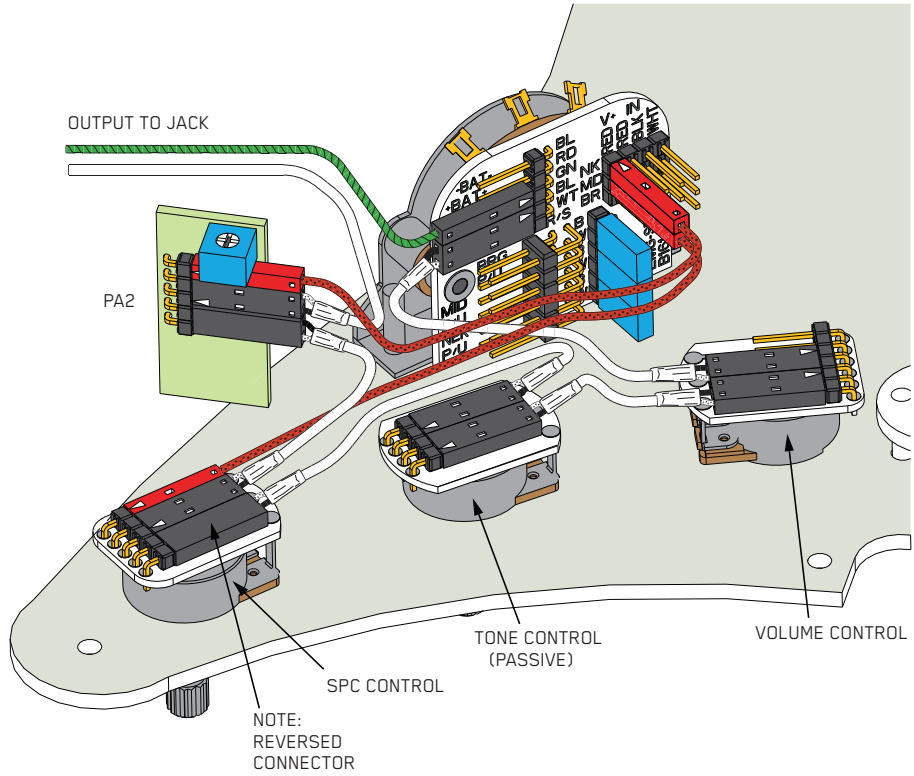 OUTPUT TO JACK
PA2
-BAT-
+BAT+
BL
RD
GN
BL
WT
R/S
V+
RED
RED
IN
BLK
WHT
NK
MD
BR
B
BRG
MID
P/U
TONE CONTROL
(PASSIVE)
VOLUME CONTROL
SPC CONTROL
NOTE:
REVERSED
CONNECTOR